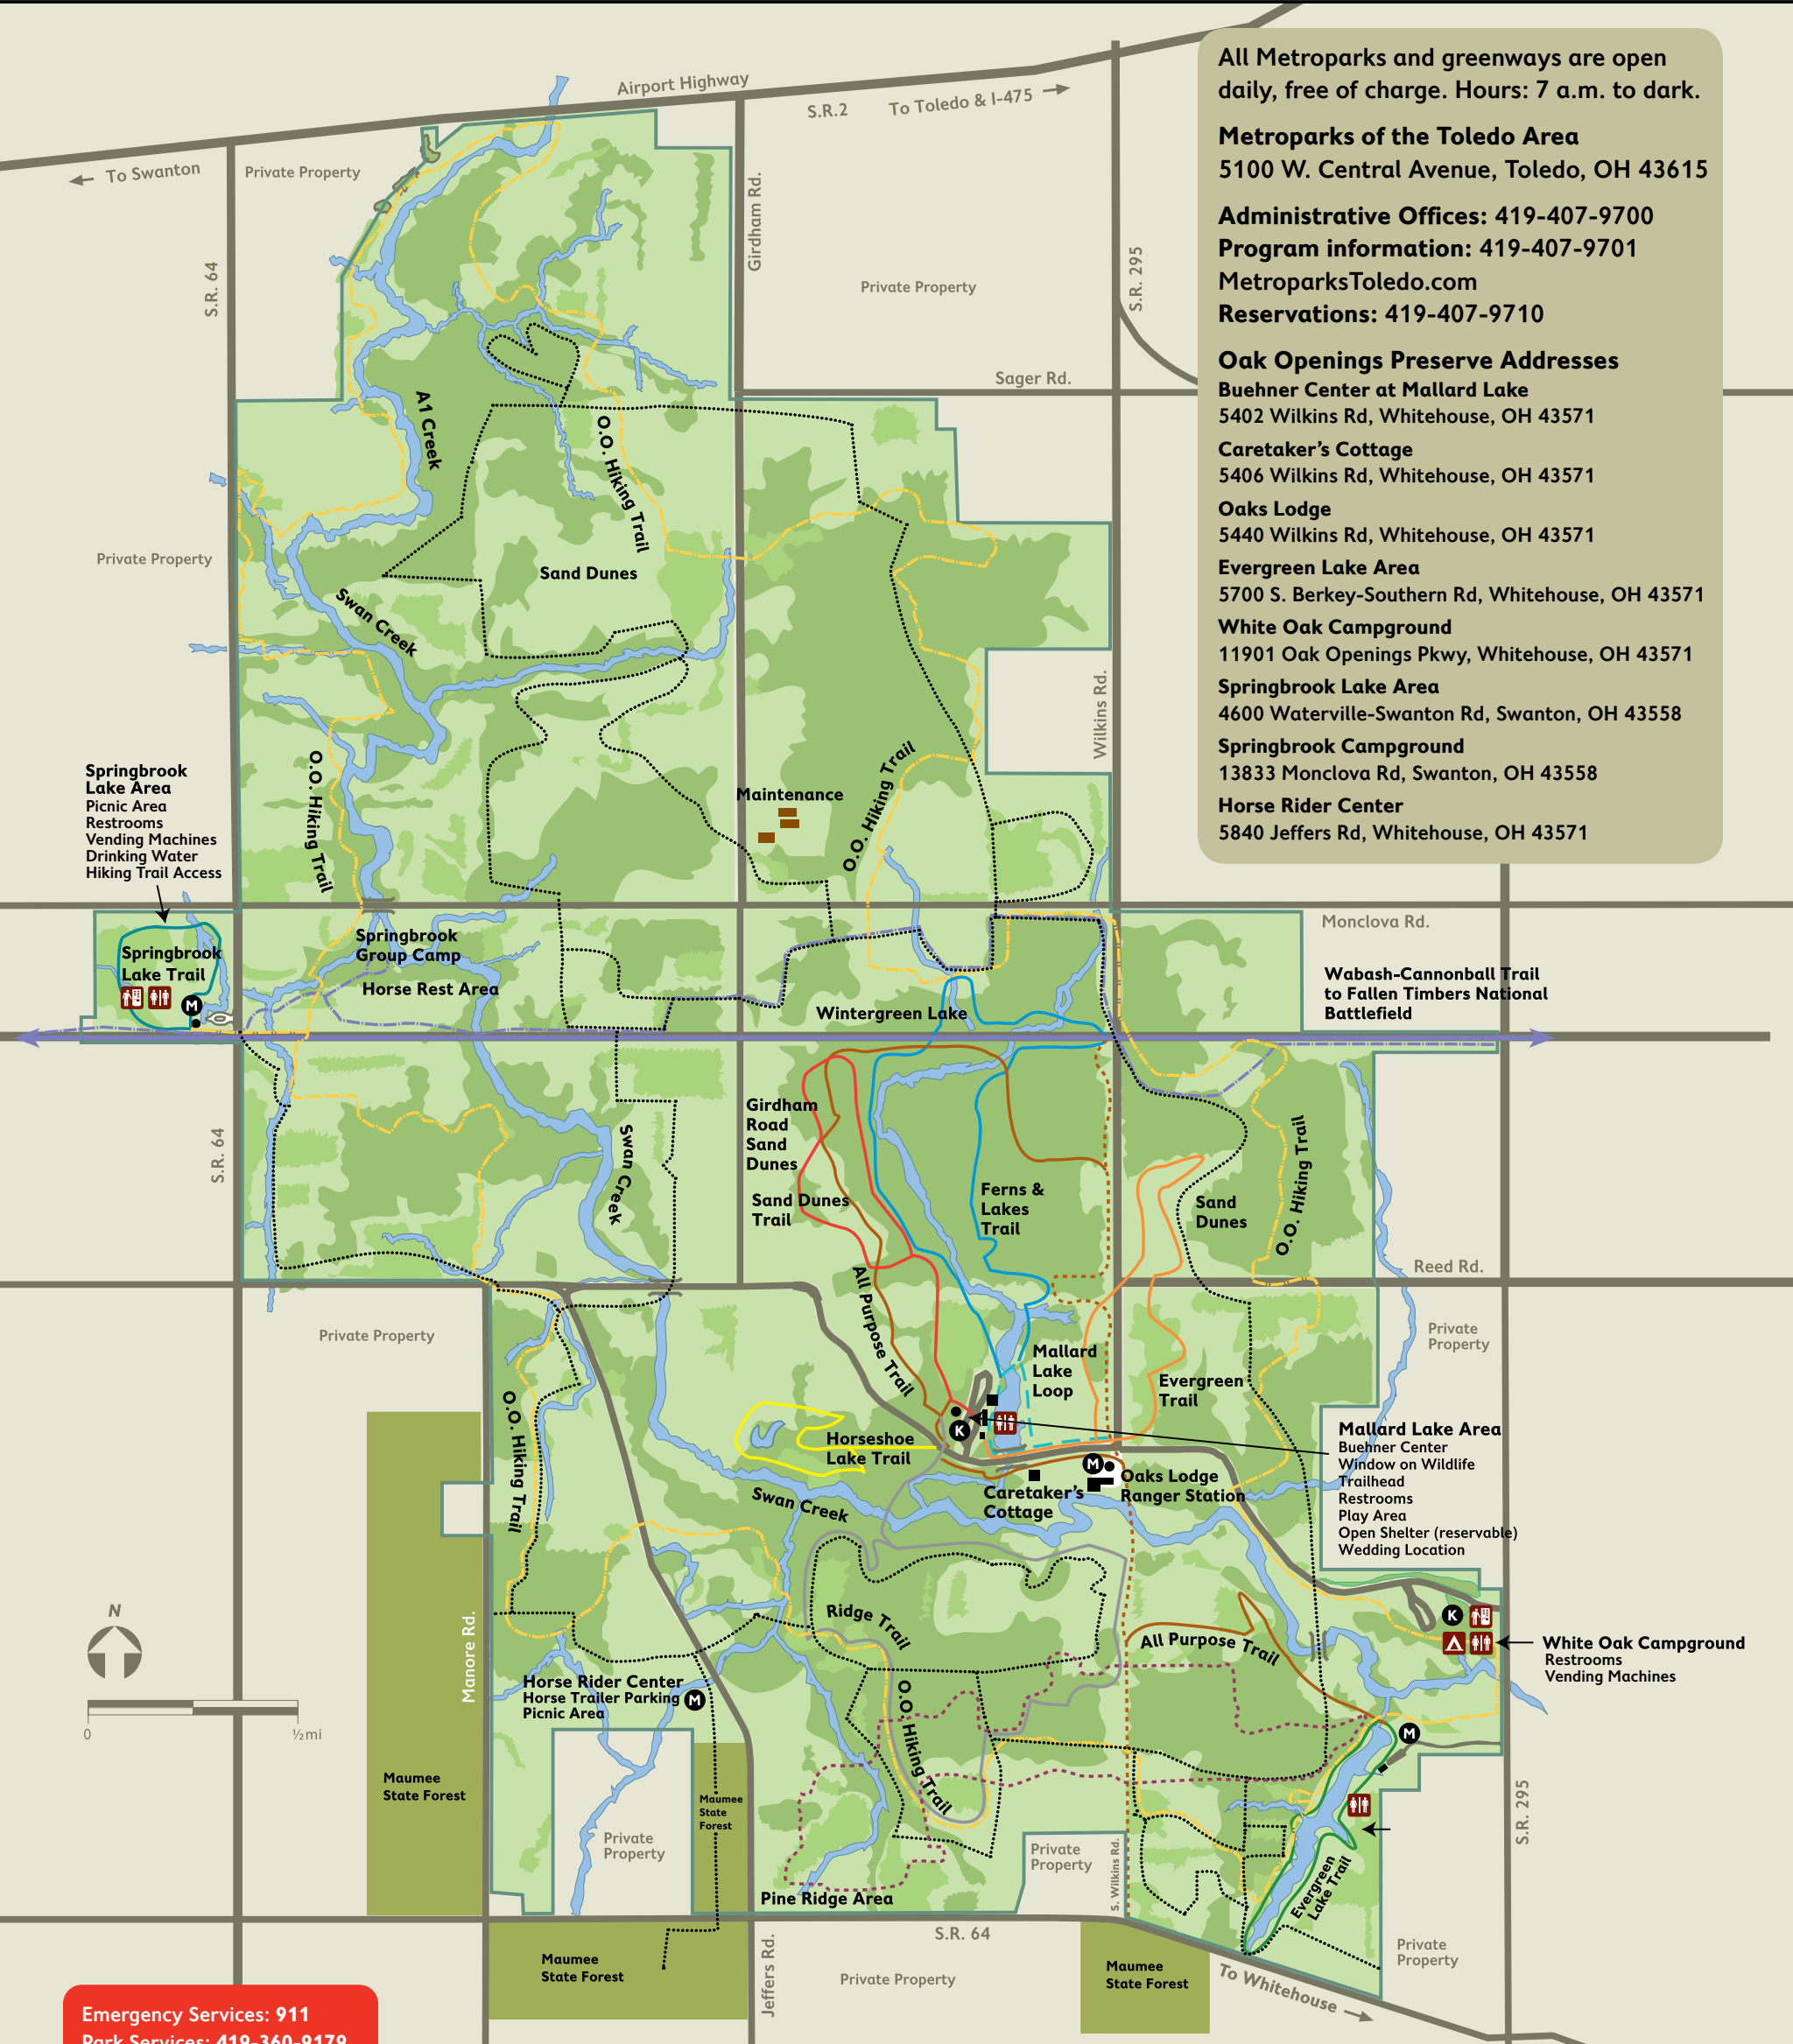 Airport Highway
S.R.2
To Toledo & I-475
To Swanton
Private Property
S.R. 64
Girdham Rd.
S.R. 295
Private Property
Sager Rd.
All Metroparks and greenways are open
daily, free of charge. Hours: 7 a.m. to dark.
Metroparks of the Toledo Area
5100 W. Central Avenue, Toledo, OH 43615
Administrative Offices: 419-407-9700
Program information: 419-407-9701
MetroparksToledo.com
Reservations: 419-407-9710
Oak Openings Preserve Addresses
Buehner Center at Mallard Lake
5402 Wilkins Rd, Whitehouse, OH 43571
Caretaker's Cottage
5406 Wilkins Rd, Whitehouse, OH 43571
Oaks Lodge
5440 Wilkins Rd, Whitehouse, OH 43571
Evergreen Lake Area
5700 S. Berkey-Southern Rd, Whitehouse, OH 43571
White Oak Campground
11901 Oak Openings Pkwy, Whitehouse, OH 43571
Springbrook Lake Area
4600 Waterville-Swanton Rd, Swanton, OH 43558
Springbrook Campground
13833 Monclova Rd, Swanton, OH 43558
Horse Rider Center
5840 Jeffers Rd, Whitehouse, OH 43571
A1 Creek
O.O. Hiking Trail
Private Property
Sand Dunes
Swan Creek
Wilkins Rd.
O.O. Hiking Trail
O.O. Hiking Trail
Maintenance
Springbrook
Lake Area
Picnic Area
Restrooms
Vending Machines
Drinking Water
Hiking Trail Access
Monclova Rd.
Springbrook
Lake Trail
M
Springbrook
Group Camp
Horse Rest Area
Wintergreen Lake
Wabash-Cannonball Trail
to Fallen Timbers National
Battlefield
S.R. 64
Swan Creek
Girdham
Road
Sand
Dunes
Sand Dunes
Trail
Ferns &
Lakes
Trail
Sand
Dunes
O.O. Hiking Trail
Reed Rd.
All Purpose Trail
Private Property
Private
Property
Mallard
Lake
Loop
Evergreen
Trail
O.O. Hiking Trail
Horseshoe
Lake Trail
K
M
Mallard Lake Area
Buehner Center
Window on Wildlife
Trailhead
Restrooms
Play Area
Open Shelter (reservable)
Wedding Location
Oaks Lodge
Ranger Station
Caretaker's
Cottage
Swan Creek
N
0
½mi
Manore Rd.
Ridge Trail
All Purpose Trail
K
White Oak Campground
Restrooms
Vending Machines
Horse Rider Center
Horse Trailer Parking
Picnic Area
M
O.O Hiking Trail
M
Maumee
State Forest
Maumee
State
Forest
Private
Property
Private
Property
S. Wilkins Rd.
Evergreen
Lake Trail
S.R. 295
Pine Ridge Area
S.R. 64
Maumee
State Forest
Jeffers Rd.
Private Property
Maumee
State Forest
To Whitehouse
Private
Property
Emergency Services: 911
Park Services: 419-360-9179